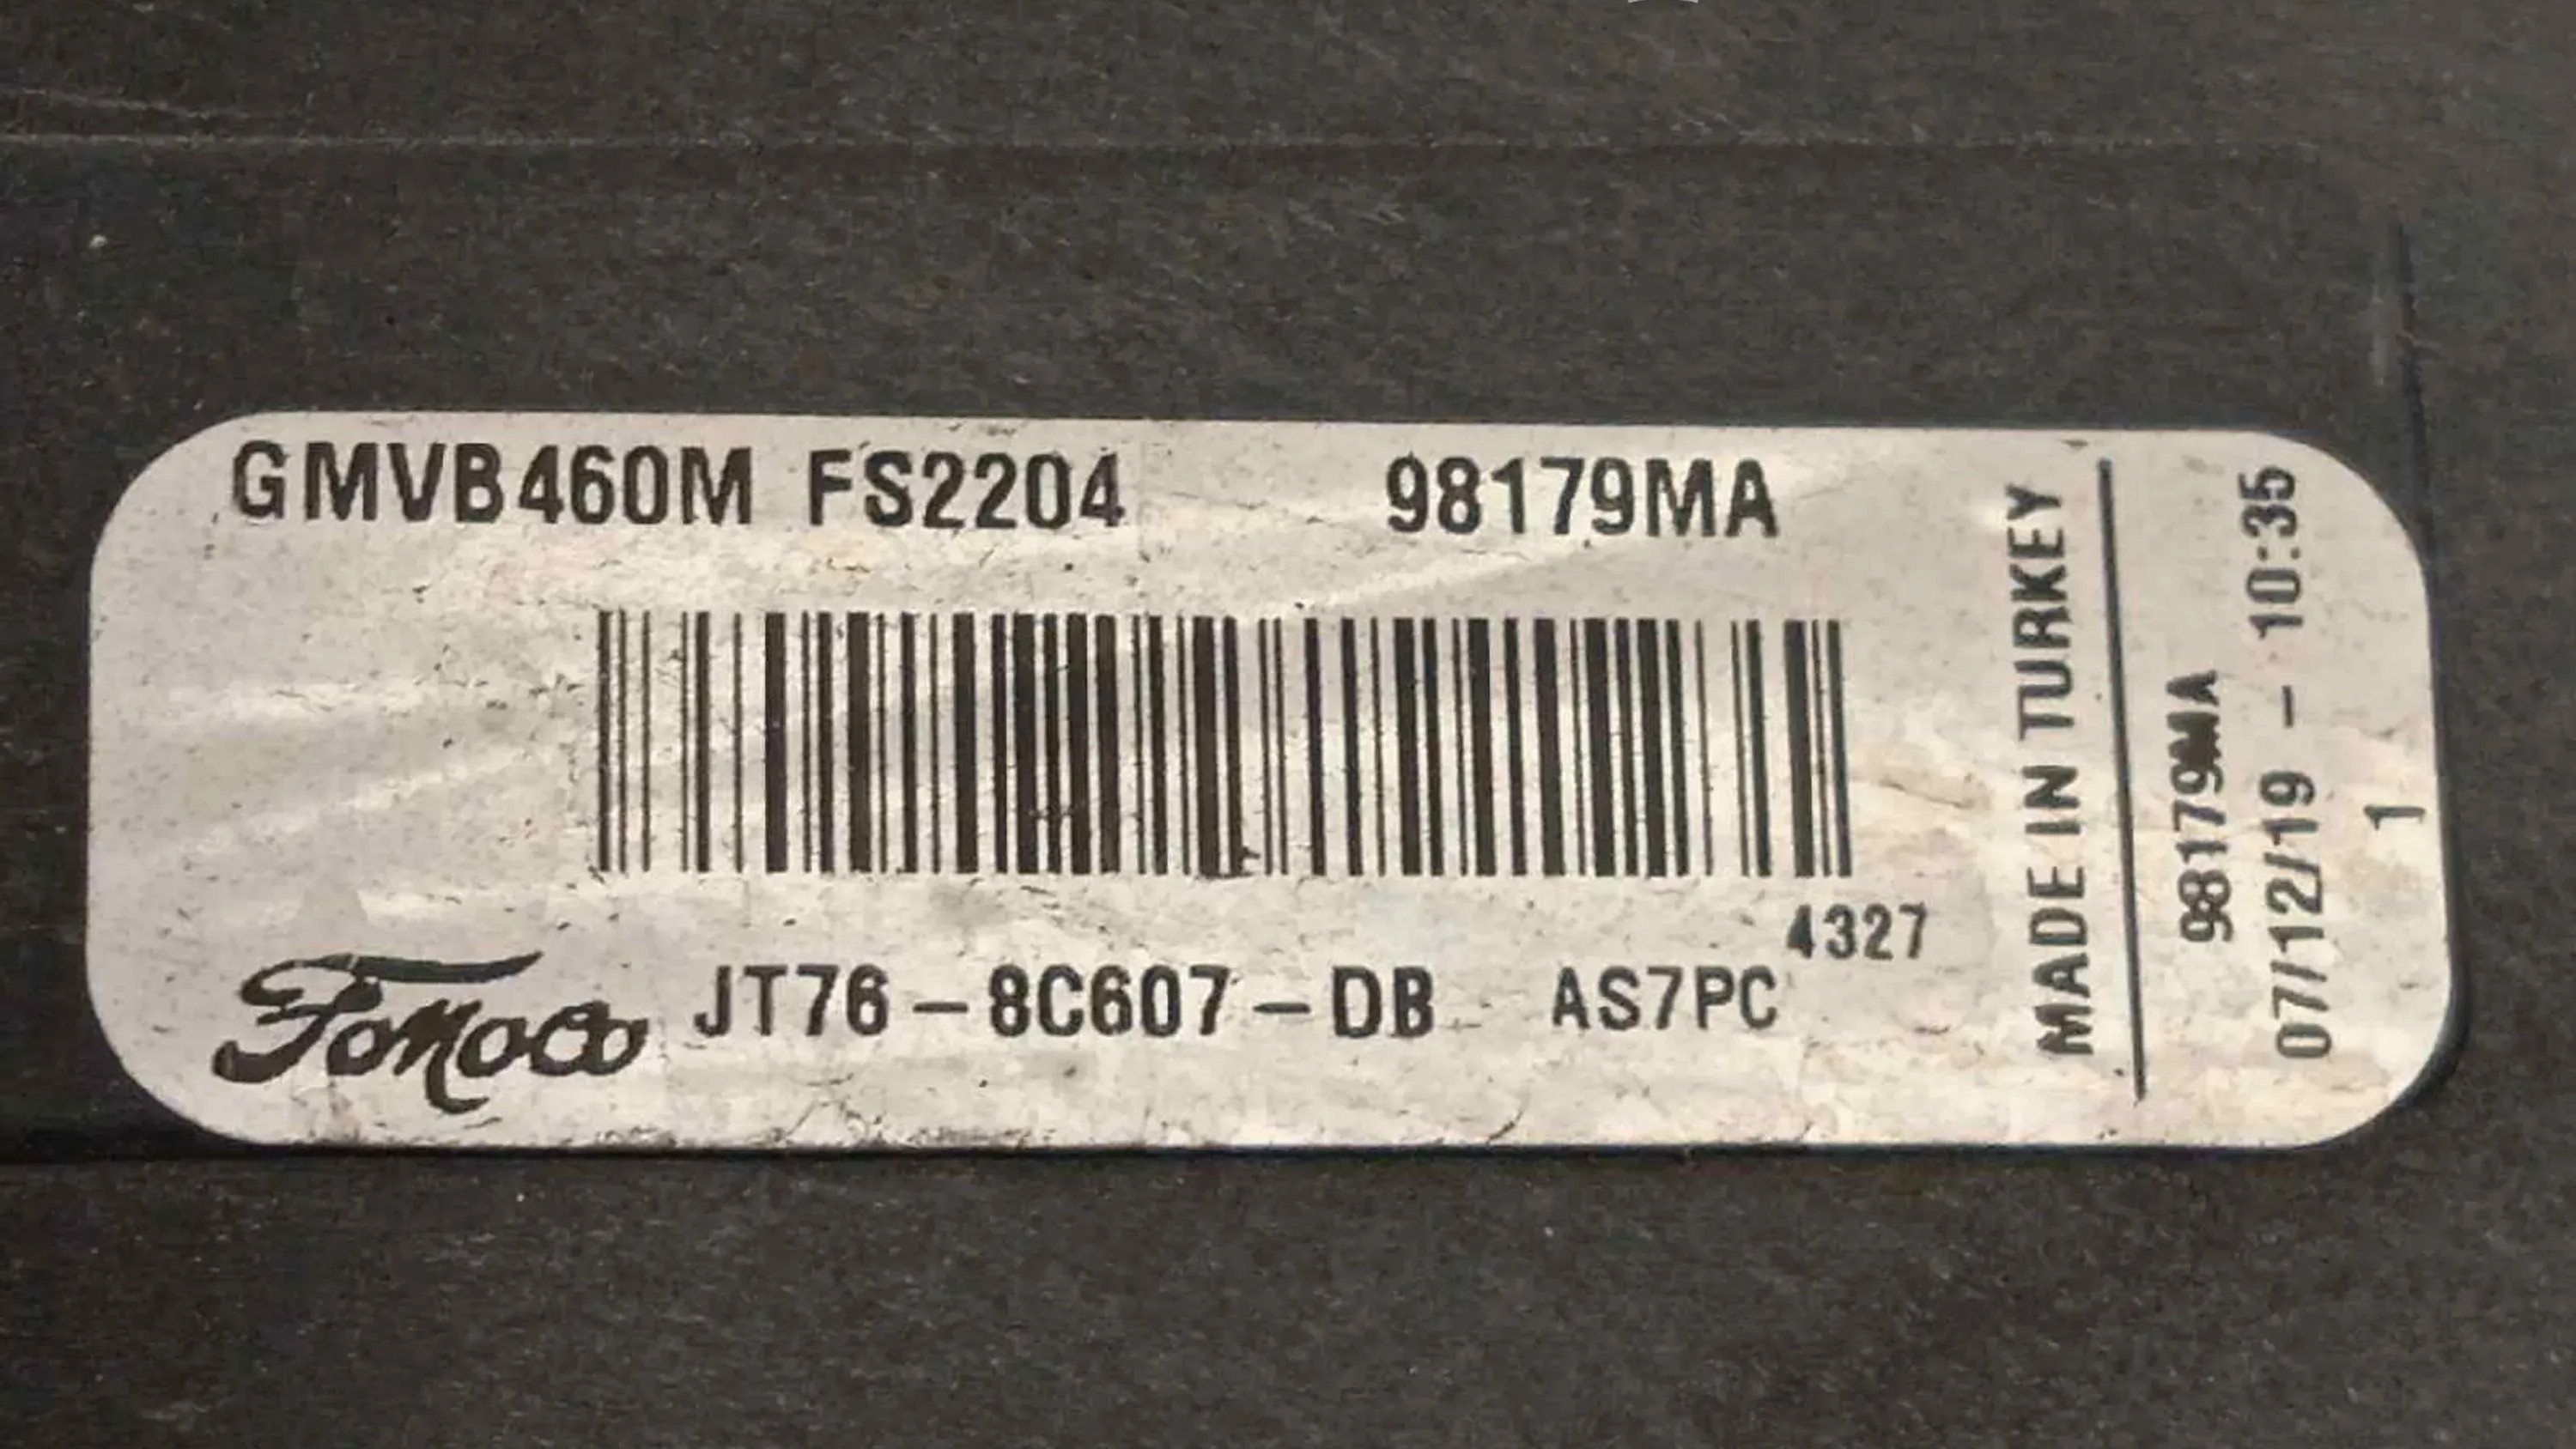 GMVB460M FS2204 98179MA
4327
FoMoCo JT76-8C607-DB AS7PC
MADE IN TURKEY
98179MA
07/12/19 - 10:35
1